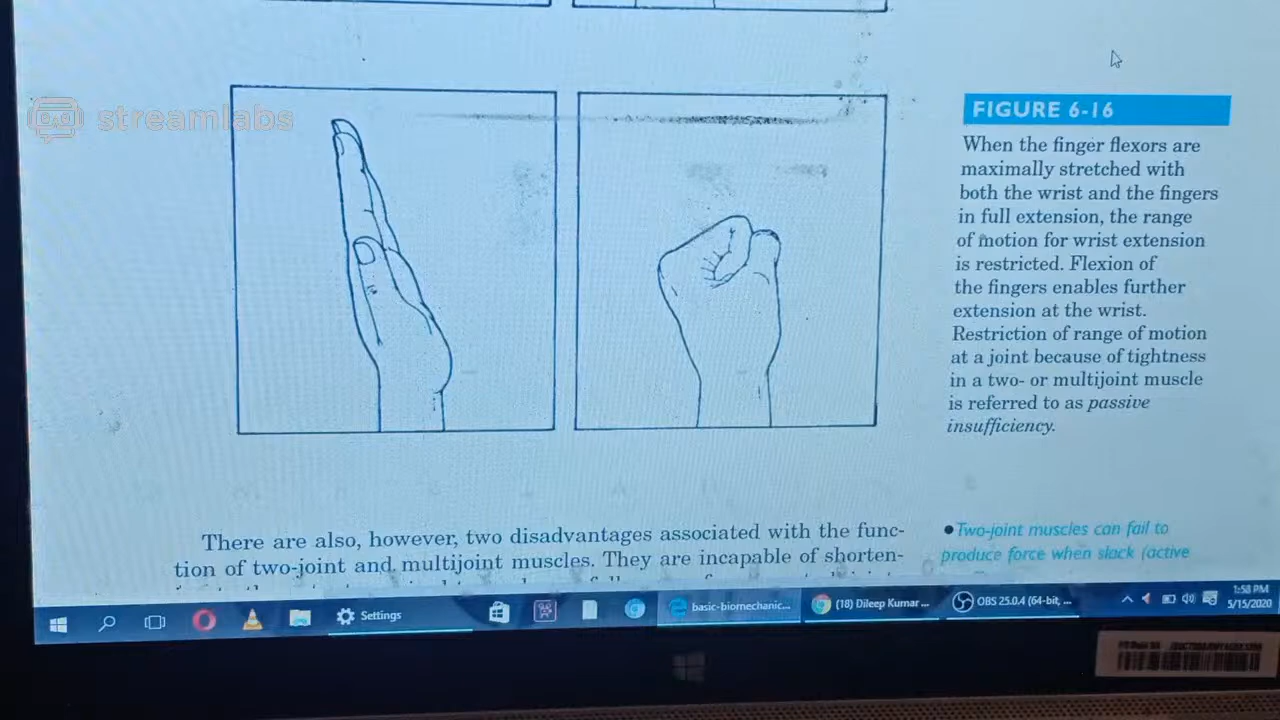 streamlabs
FIGURE 6-16
When the finger flexors are
maximally stretched with
both the wrist and the fingers
in full extension, the range
of motion for wrist extension
is restricted. Flexion of
the fingers enables further
extension at the wrist.
Restriction of range of motion
at a joint because of tightness
in a two- or multijoint muscle
is referred to as passive
insufficiency.
There are also, however, two disadvantages associated with the func-
tion of two-joint and multijoint muscles. They are incapable of shorten-
• Two-joint muscles can fail to
produce force when slack (active
Settings
basic-biomechanic...
(18) Dileep Kumar ...
OBS 25.0.4 (64-bit, ...
1:58 PM
5/15/2020